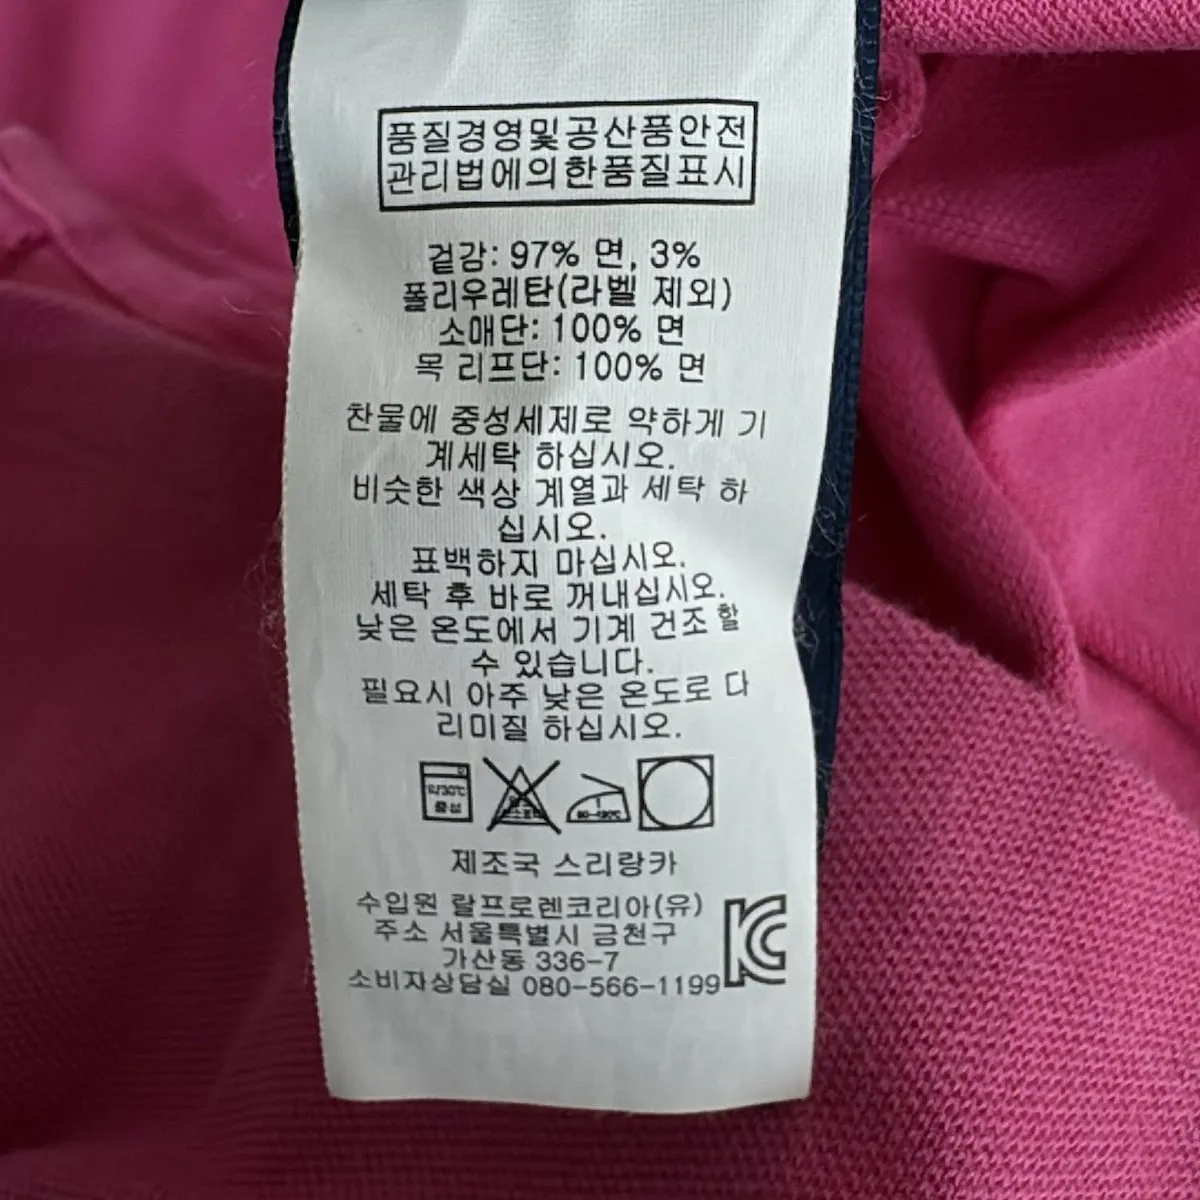 품질경영및공산품안전
관리법에의한품질표시
겉감: 97% 면, 3%
폴리우레탄(라벨 제외)
소매단: 100% 면
목 리프단: 100% 면
찬물에 중성세제로 약하게 기
계세탁 하십시오.
비슷한 색상 계열과 세탁 하
십시오.
표백하지 마십시오.
세탁 후 바로 꺼내십시오.
낮은 온도에서 기계 건조 할
수 있습니다.
필요시 아주 낮은 온도로 다
리미질 하십시오.
약30℃
중성
제조국 스리랑카
수입원 랄프로렌코리아(유)
주소 서울특별시 금천구
가산동 336-7
소비자상담실 080-566-1199
KC